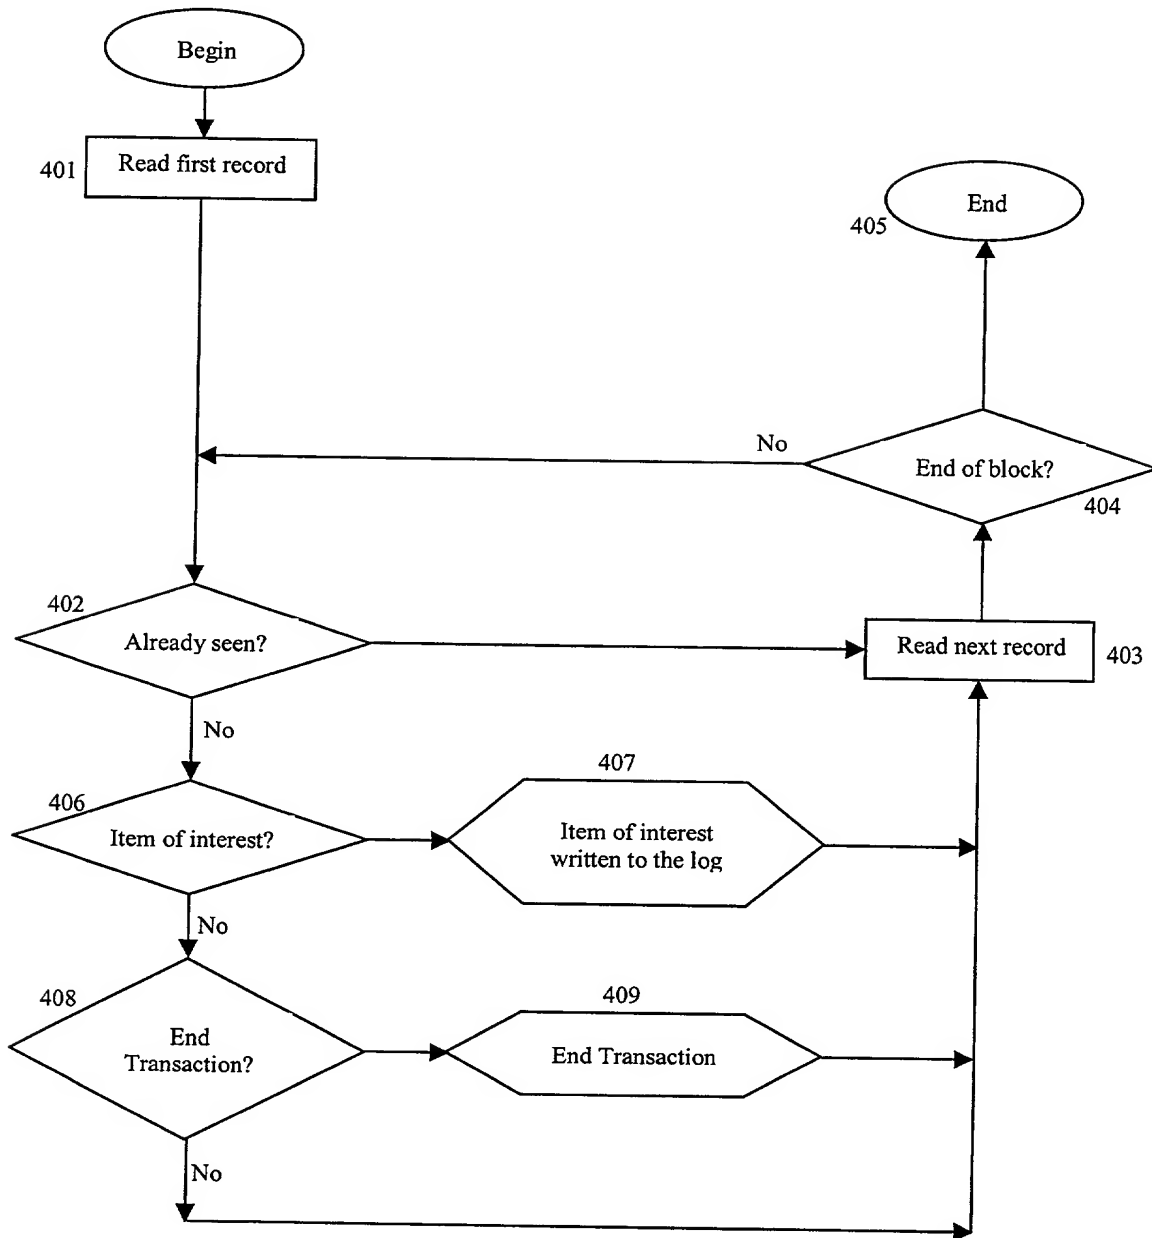 Begin
401
Read first record
End
405
No
End of block?
404
402
Already seen?
Read next record
403
No
406
Item of interest?
407
Item of interest
written to the log
No
408
End
Transaction?
409
End Transaction
No